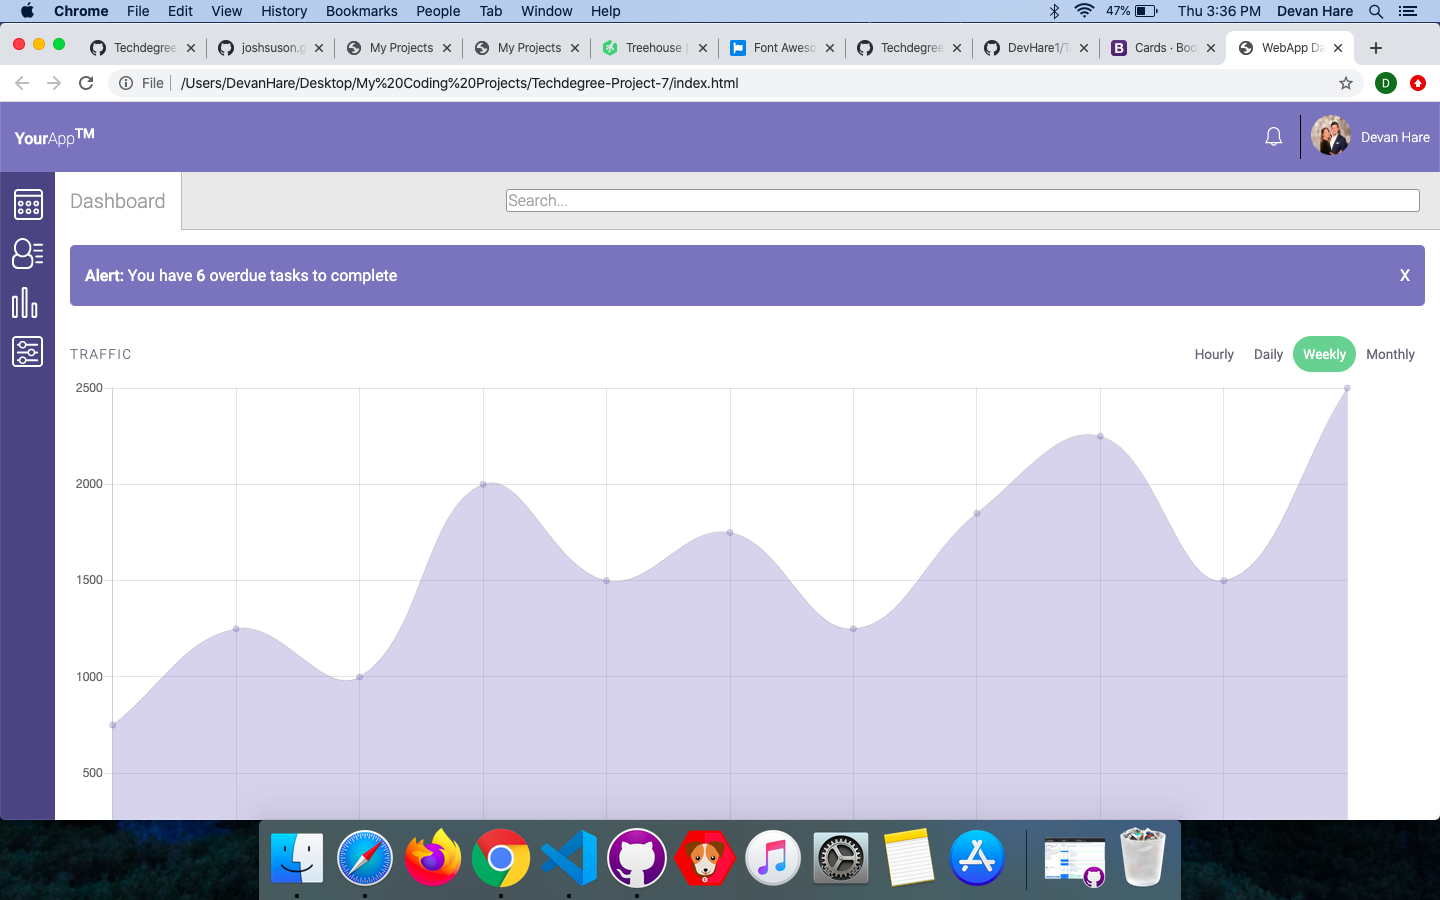 Chrome File Edit View History Bookmarks People Tab Window Help 47% Thu 3:36 PM Devan Hare
Techdegree joshsuson.g My Projects My Projects Treehouse Font Aweso Techdegree DevHare1/T Cards · Boo WebApp Da
File /Users/DevanHare/Desktop/My%20Coding%20Projects/Techdegree-Project-7/index.html D
YourApp™ Devan Hare
Dashboard Search...
Alert: You have 6 overdue tasks to complete X
TRAFFIC Hourly Daily Weekly Monthly
2500
2000
1500
1000
500